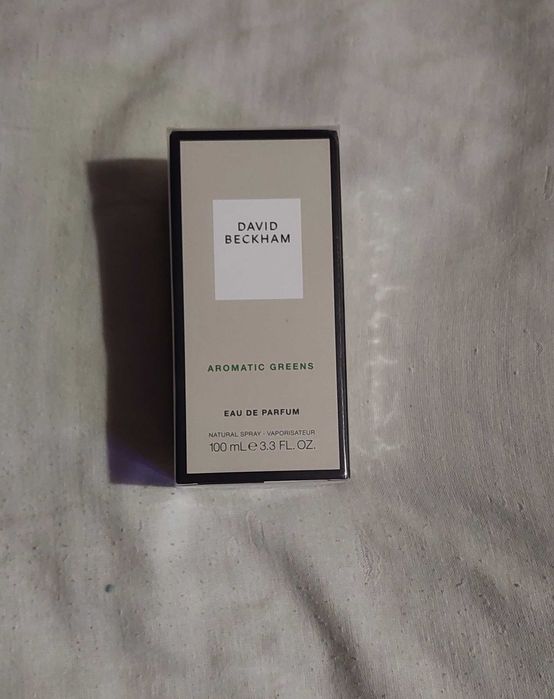 DAVID
BECKHAM
AROMATIC GREENS
EAU DE PARFUM
NATURAL SPRAY - VAPORISATEUR
100 mL ℮ 3.3 FL. OZ.